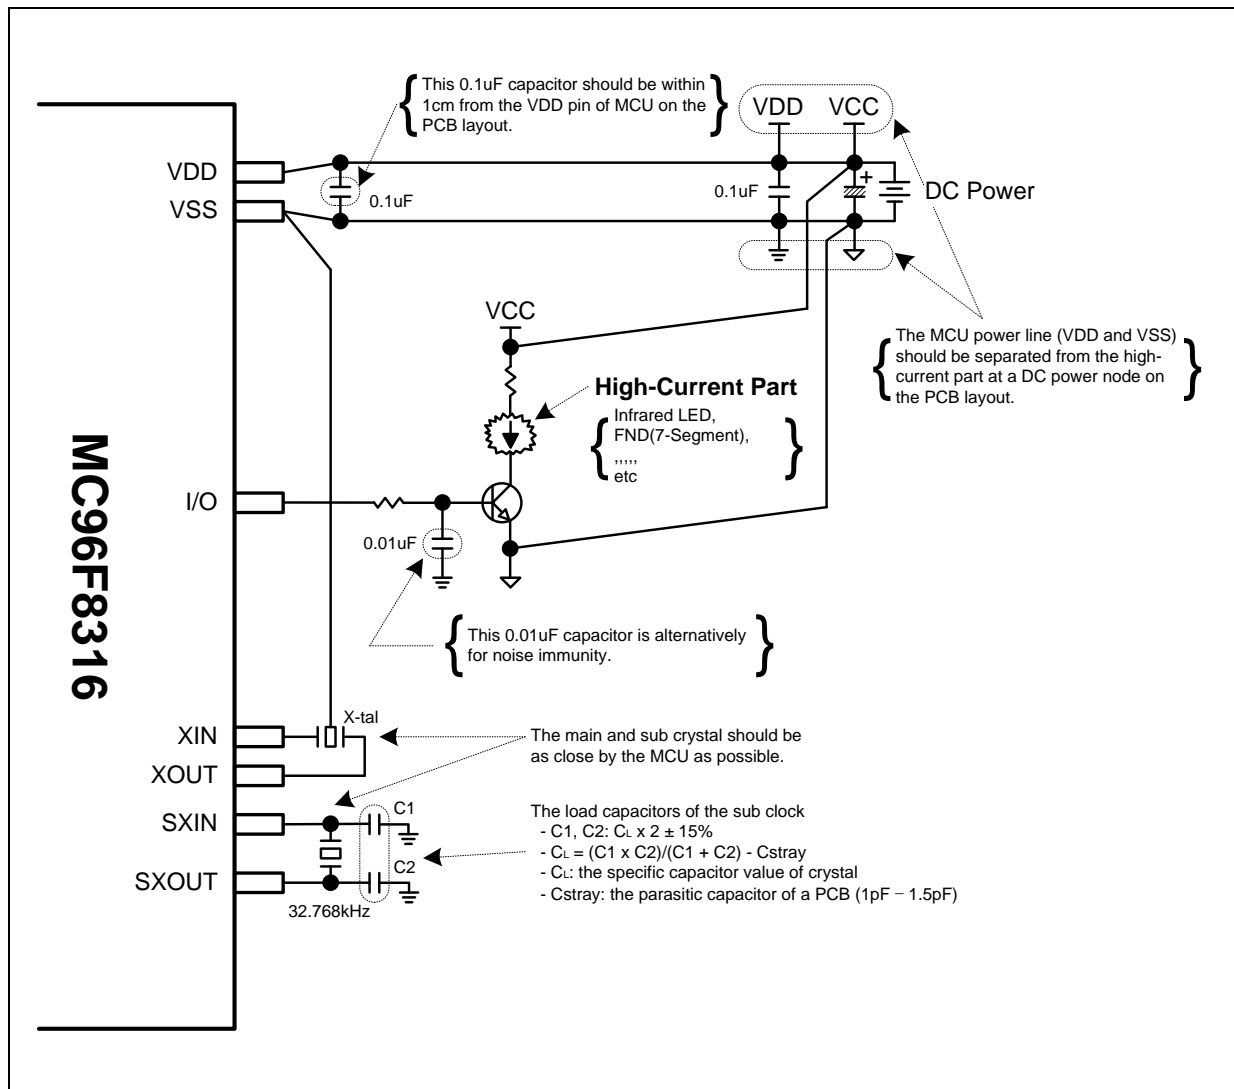 This 0.1uF capacitor should be within
1cm from the VDD pin of MCU on the
PCB layout.
VDD
VCC
VDD
0.1uF
0.1uF
+
DC Power
VSS
VCC
The MCU power line (VDD and VSS)
should be separated from the high-
current part at a DC power node on
the PCB layout.
High-Current Part
Infrared LED,
FND(7-Segment),
,,,,,
etc
MC96F8316
I/O
0.01uF
This 0.01uF capacitor is alternatively
for noise immunity.
X-tal
XIN
XOUT
The main and sub crystal should be
as close by the MCU as possible.
SXIN
C1
C2
SXOUT
32.768kHz
The load capacitors of the sub clock
- C1, C2: CL x 2 ± 15%
- CL = (C1 x C2)/(C1 + C2) - Cstray
- CL: the specific capacitor value of crystal
- Cstray: the parasitic capacitor of a PCB (1pF – 1.5pF)